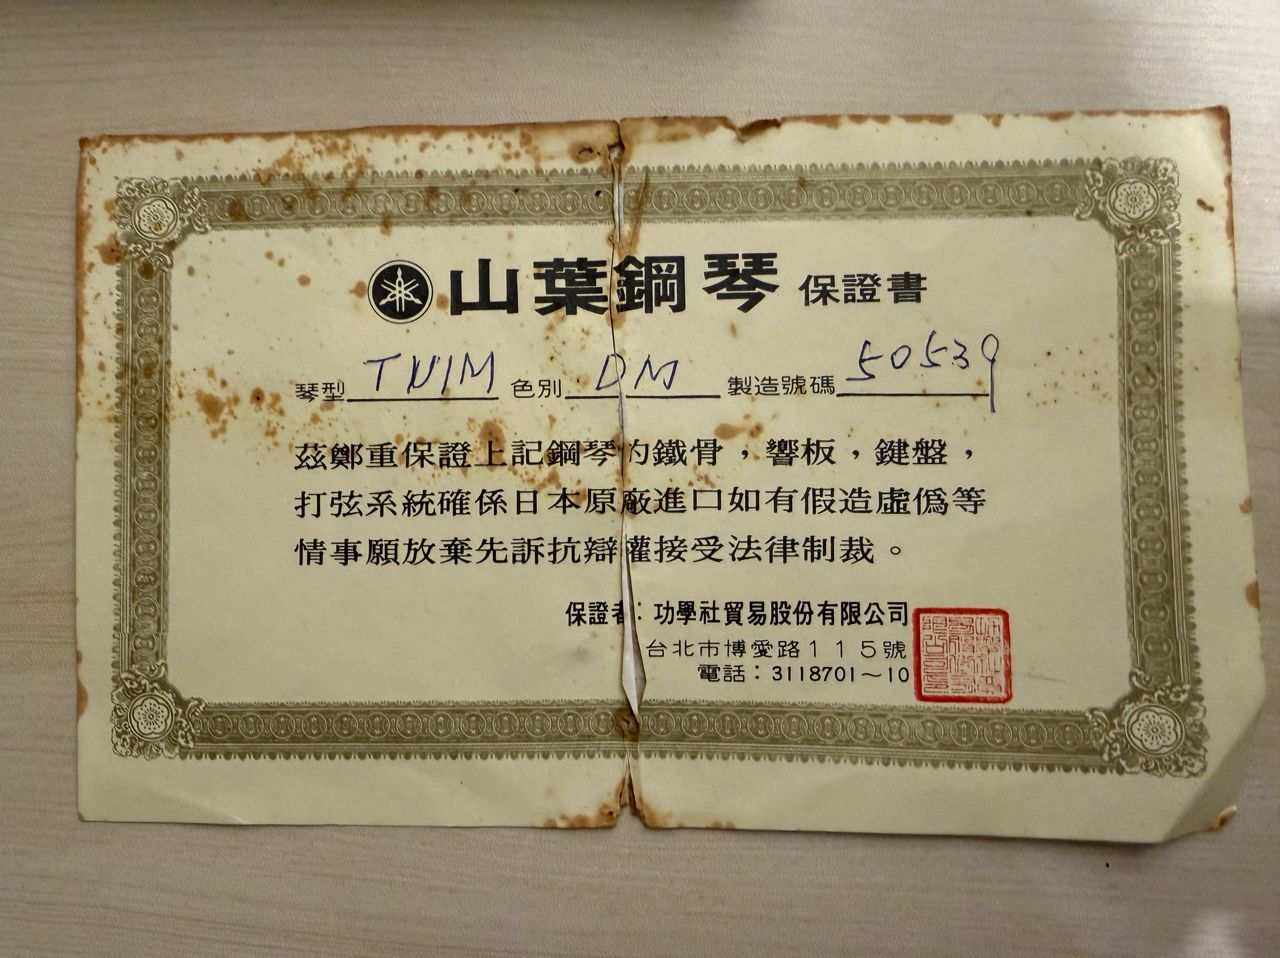 山葉鋼琴 保證書
琴型 TU1M 色別 DM 製造號碼 50539
茲鄭重保證上記鋼琴的鐵骨，響板，鍵盤，
打弦系統確係日本原廠進口如有假造虛偽等
情事願放棄先訴抗辯權接受法律制裁。
保證者：功學社貿易股份有限公司
台北市博愛路１１５號
電話：3118701～10